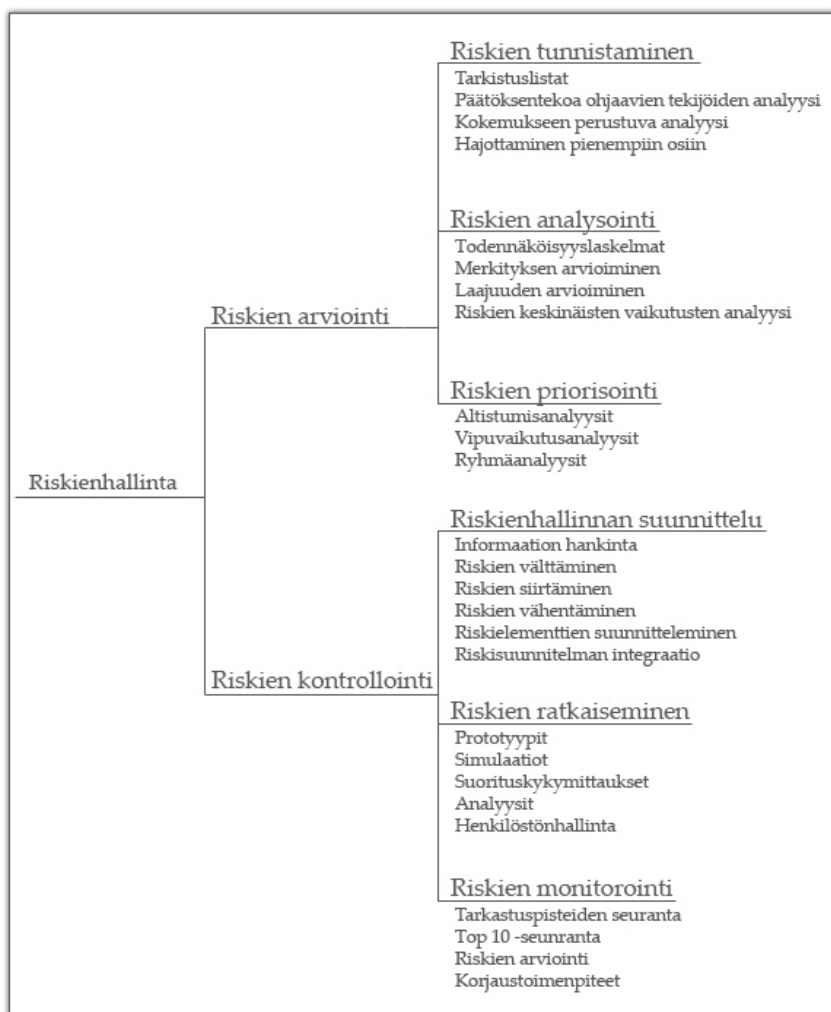 Riskien tunnistaminen
Tarkistuslistat
Päätöksentekoa ohjaavien tekijöiden analyysi
Kokemukseen perustuva analyysi
Hajottaminen pienempiin osiin
Riskien analysointi
Todennäköisyyslaskelmat
Merkityksen arvioiminen
Laajuuden arvioiminen
Riskien keskinäisten vaikutusten analyysi
Riskien arviointi
Riskien priorisointi
Altistumisanalyysit
Vipuvaikutusanalyysit
Ryhmäanalyysit
Riskienhallinta
Riskienhallinnan suunnittelu
Informaation hankinta
Riskien välttäminen
Riskien siirtäminen
Riskien vähentäminen
Riskielementtien suunnitteleminen
Riskisuunnitelman integraatio
Riskien kontrollointi
Riskien ratkaiseminen
Prototyypit
Simulaatiot
Suorituskykymittaukset
Analyysit
Henkilöstönhallinta
Riskien monitorointi
Tarkastuspisteiden seuranta
Top 10 -seunranta
Riskien arviointi
Korjaustoimenpiteet